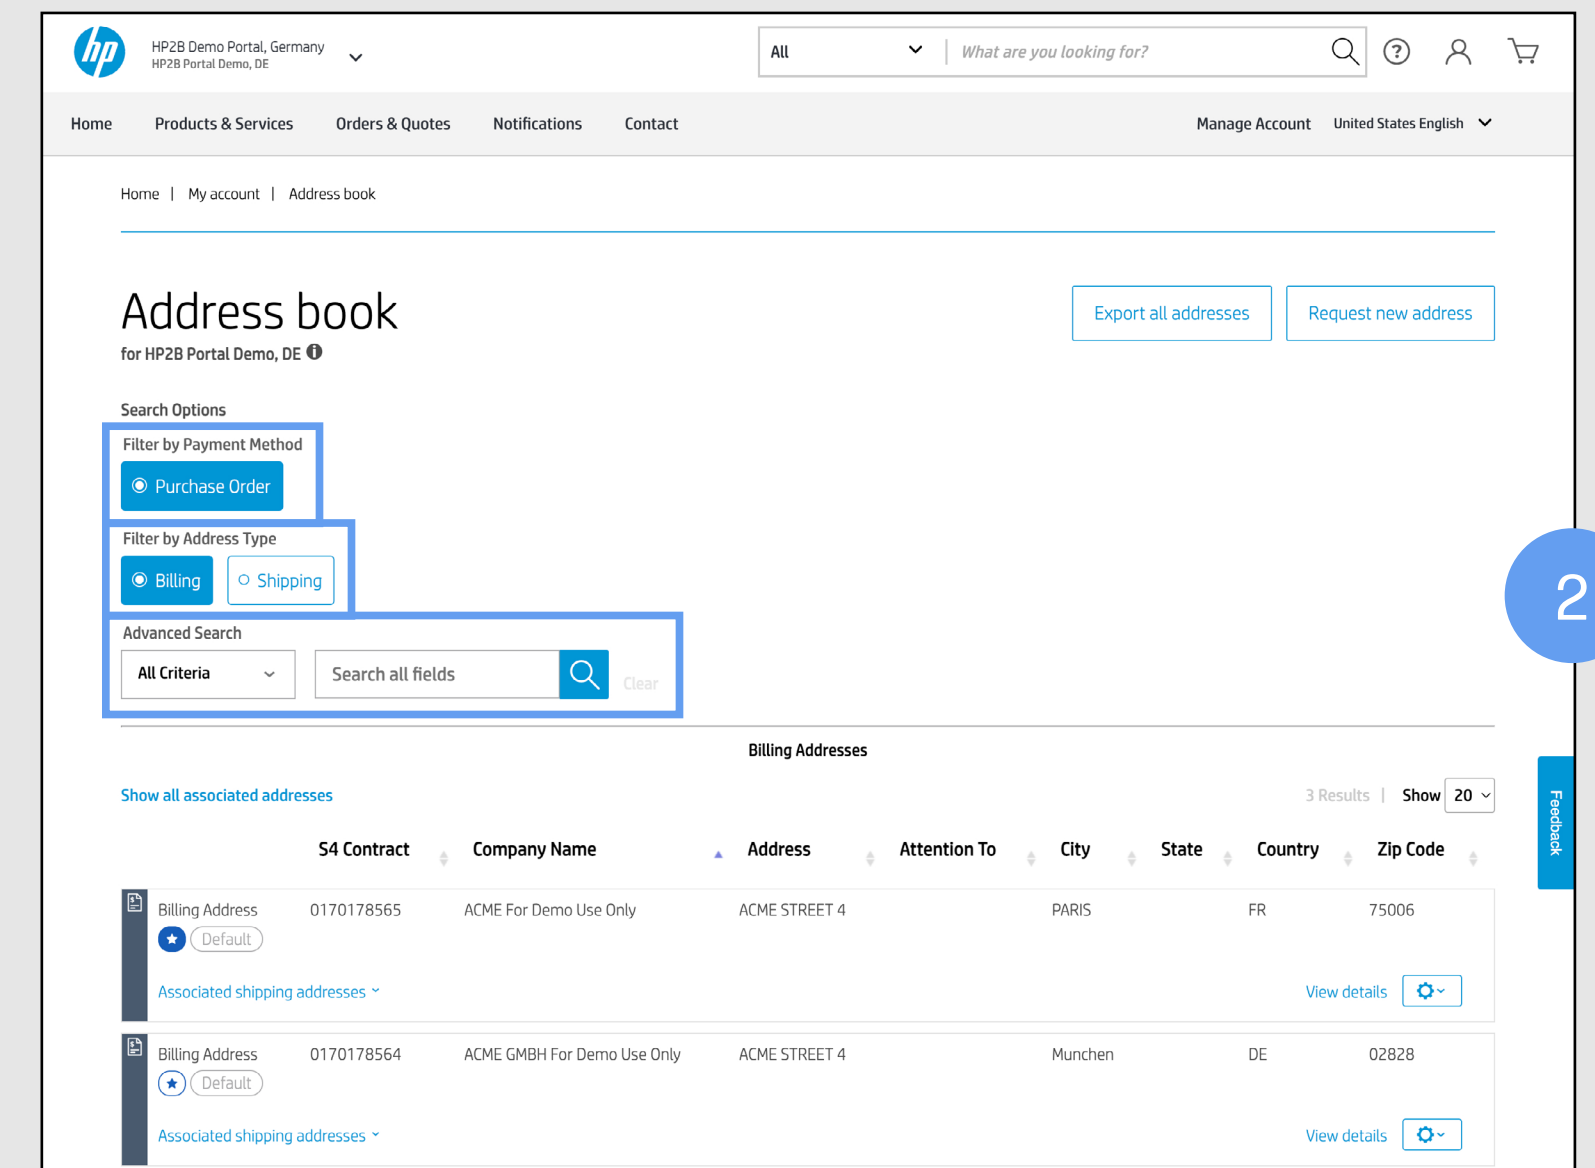 hp
HP2B Demo Portal, Germany
HP2B Portal Demo, DE
All
What are you looking for?
Home Products & Services Orders & Quotes Notifications Contact Manage Account United States English
Home | My account | Address book
Address book
for HP2B Portal Demo, DE
Export all addresses Request new address
Search Options
Filter by Payment Method
Purchase Order
Filter by Address Type
Billing Shipping
2
Advanced Search
All Criteria Search all fields Clear
Billing Addresses
Show all associated addresses 3 Results | Show 20
Feedback
S4 Contract Company Name Address Attention To City State Country Zip Code
Billing Address 0170178565 ACME For Demo Use Only ACME STREET 4 PARIS FR 75006
Default
Associated shipping addresses View details
Billing Address 0170178564 ACME GMBH For Demo Use Only ACME STREET 4 Munchen DE 02828
Default
Associated shipping addresses View details